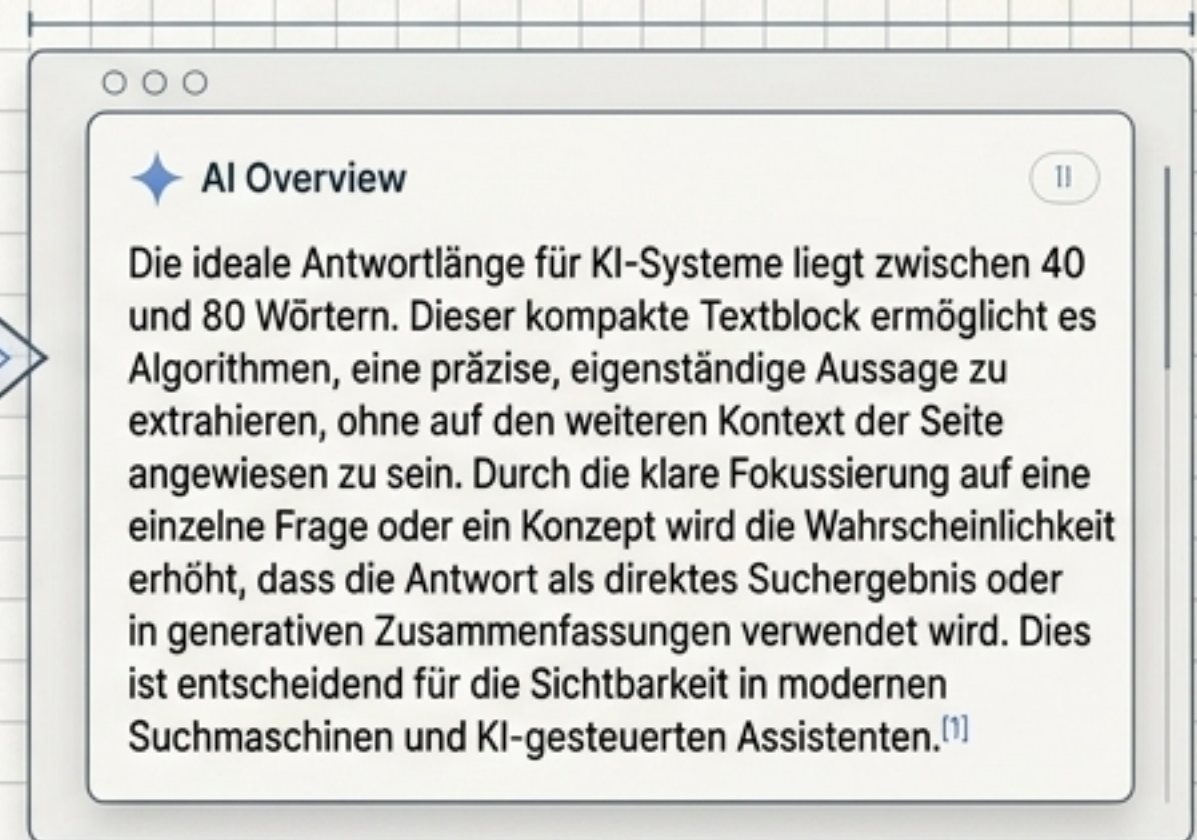 AI Overview
Die ideale Antwortlänge für KI-Systeme liegt zwischen 40
und 80 Wörtern. Dieser kompakte Textblock ermöglicht es
Algorithmen, eine präzise, eigenständige Aussage zu
extrahieren, ohne auf den weiteren Kontext der Seite
angewiesen zu sein. Durch die klare Fokussierung auf eine
einzelne Frage oder ein Konzept wird die Wahrscheinlichkeit
erhöht, dass die Antwort als direktes Suchergebnis oder
in generativen Zusammenfassungen verwendet wird. Dies
ist entscheidend für die Sichtbarkeit in modernen
Suchmaschinen und KI-gesteuerten Assistenten.[1]